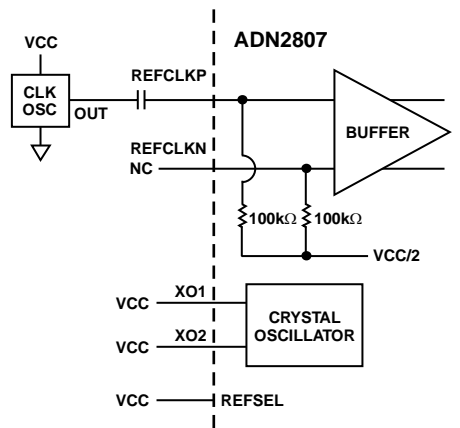 ADN2807
VCC
REFCLKP
CLK
OSC
OUT
BUFFER
REFCLKN
NC
100kΩ
100kΩ
VCC/2
VCC
XO1
CRYSTAL
OSCILLATOR
VCC
XO2
VCC
REFSEL